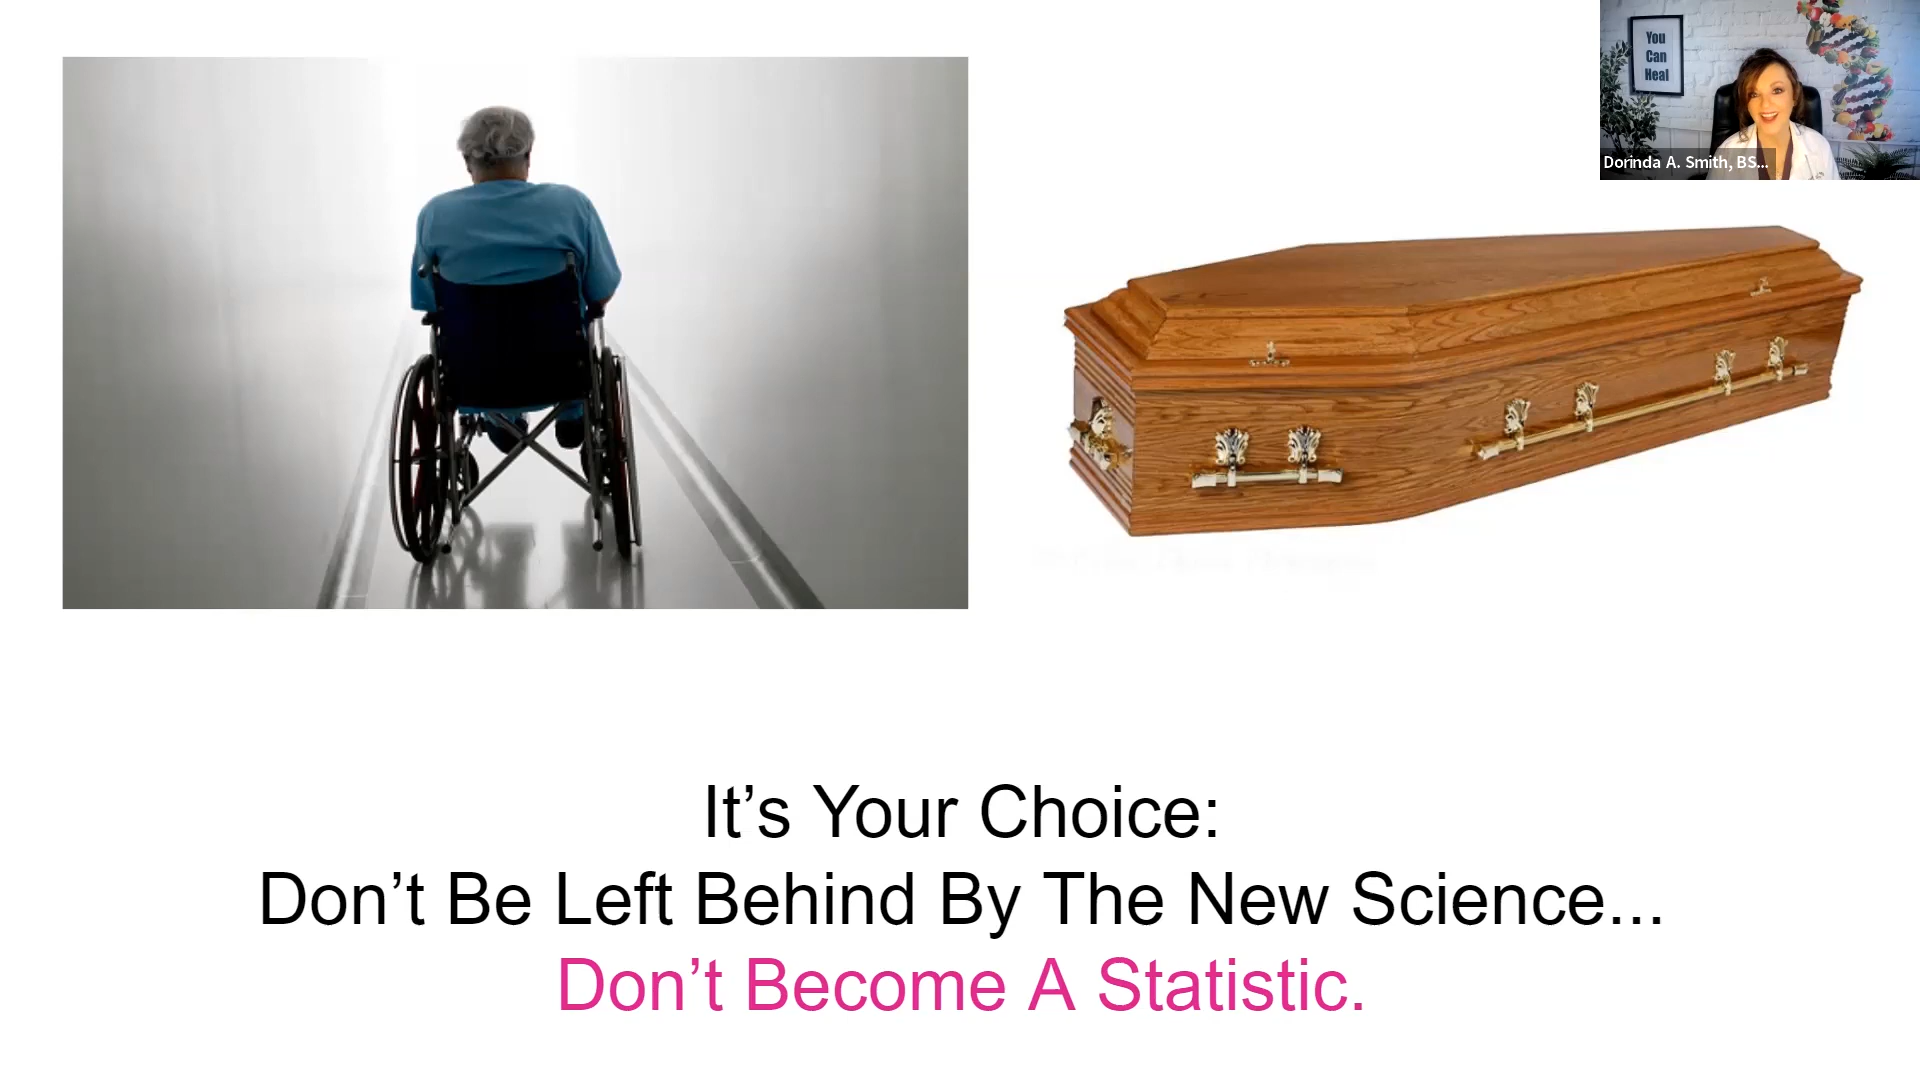 You
Can
Heal
Dorinda A. Smith, BS...
It’s Your Choice:
Don’t Be Left Behind By The New Science...
Don’t Become A Statistic.